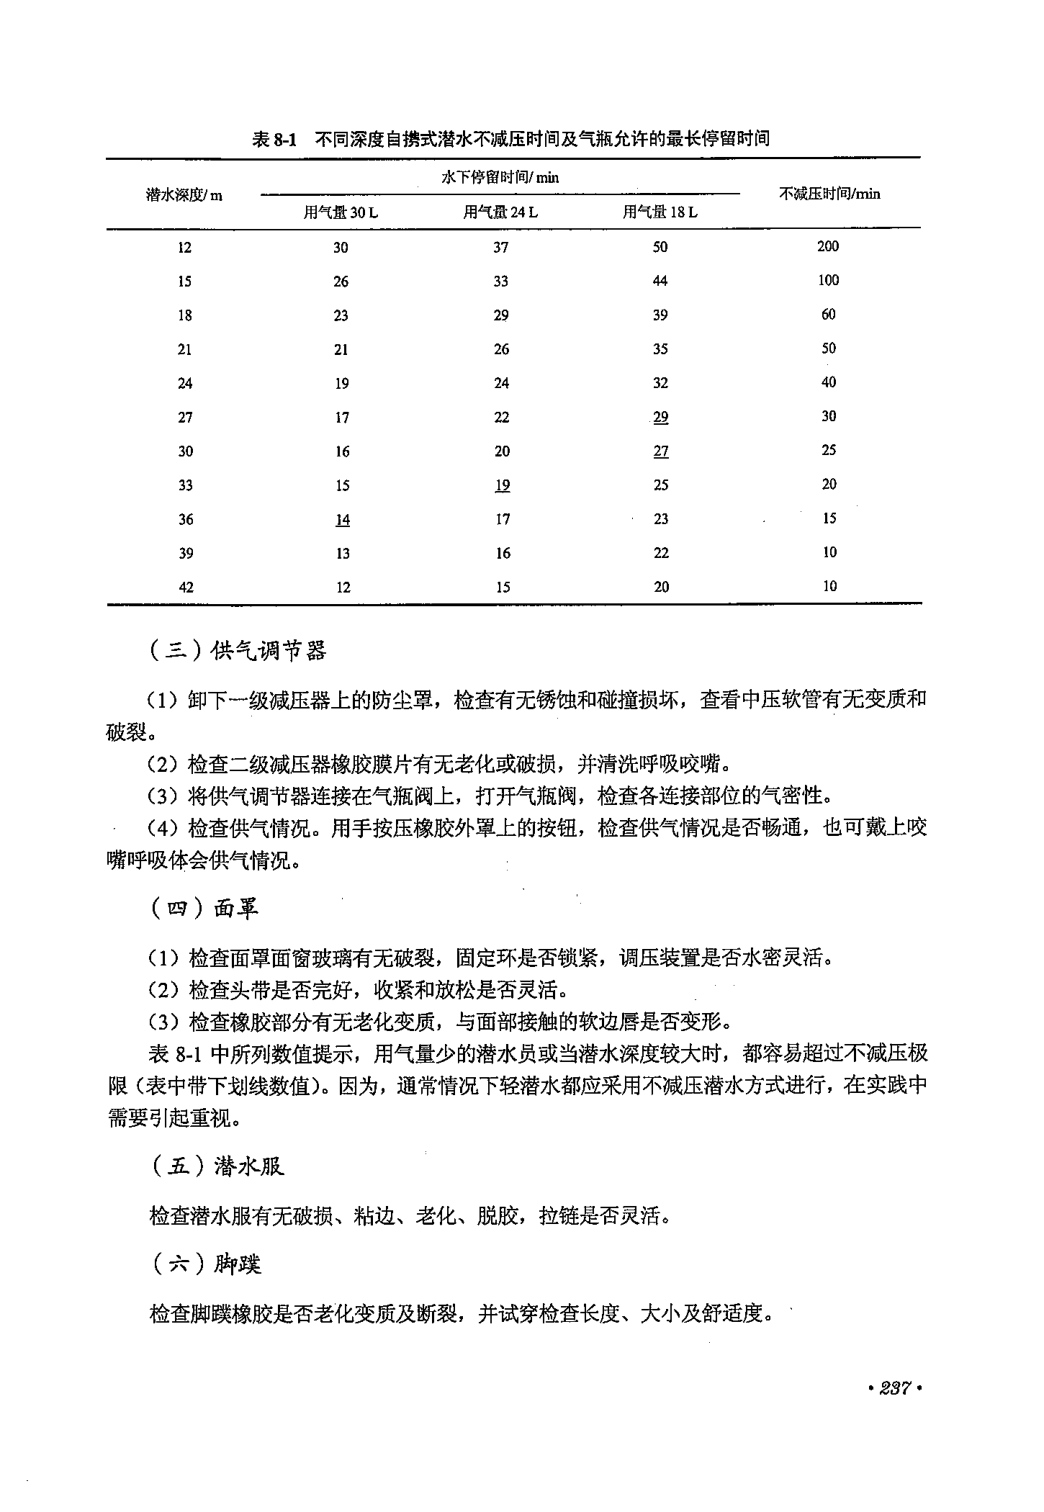 表 8-1 不同深度自携式潜水不减压时间及气瓶允许的最长停留时间
潜水深度/ m 水下停留时间/ min 不减压时间/min
用气量 30 L 用气量 24 L 用气量 18 L
12 30 37 50 200
15 26 33 44 100
18 23 29 39 60
21 21 26 35 50
24 19 24 32 40
27 17 22 29 30
30 16 20 27 25
33 15 19 25 20
36 14 17 23 15
39 13 16 22 10
42 12 15 20 10
（三）供气调节器
（1）卸下一级减压器上的防尘罩，检查有无锈蚀和碰撞损坏，查看中压软管有无变质和
破裂。
（2）检查二级减压器橡胶膜片有无老化或破损，并清洗呼吸咬嘴。
（3）将供气调节器连接在气瓶阀上，打开气瓶阀，检查各连接部位的气密性。
（4）检查供气情况。用手按压橡胶外罩上的按钮，检查供气情况是否畅通，也可戴上咬
嘴呼吸体会供气情况。
（四）面罩
（1）检查面罩面窗玻璃有无破裂，固定环是否锁紧，调压装置是否水密灵活。
（2）检查头带是否完好，收紧和放松是否灵活。
（3）检查橡胶部分有无老化变质，与面部接触的软边唇是否变形。
表 8-1 中所列数值提示，用气量少的潜水员或当潜水深度较大时，都容易超过不减压极
限（表中带下划线数值）。因为，通常情况下轻潜水都应采用不减压潜水方式进行，在实践中
需要引起重视。
（五）潜水服
检查潜水服有无破损、粘边、老化、脱胶，拉链是否灵活。
（六）脚蹼
检查脚蹼橡胶是否老化变质及断裂，并试穿检查长度、大小及舒适度。
·237·